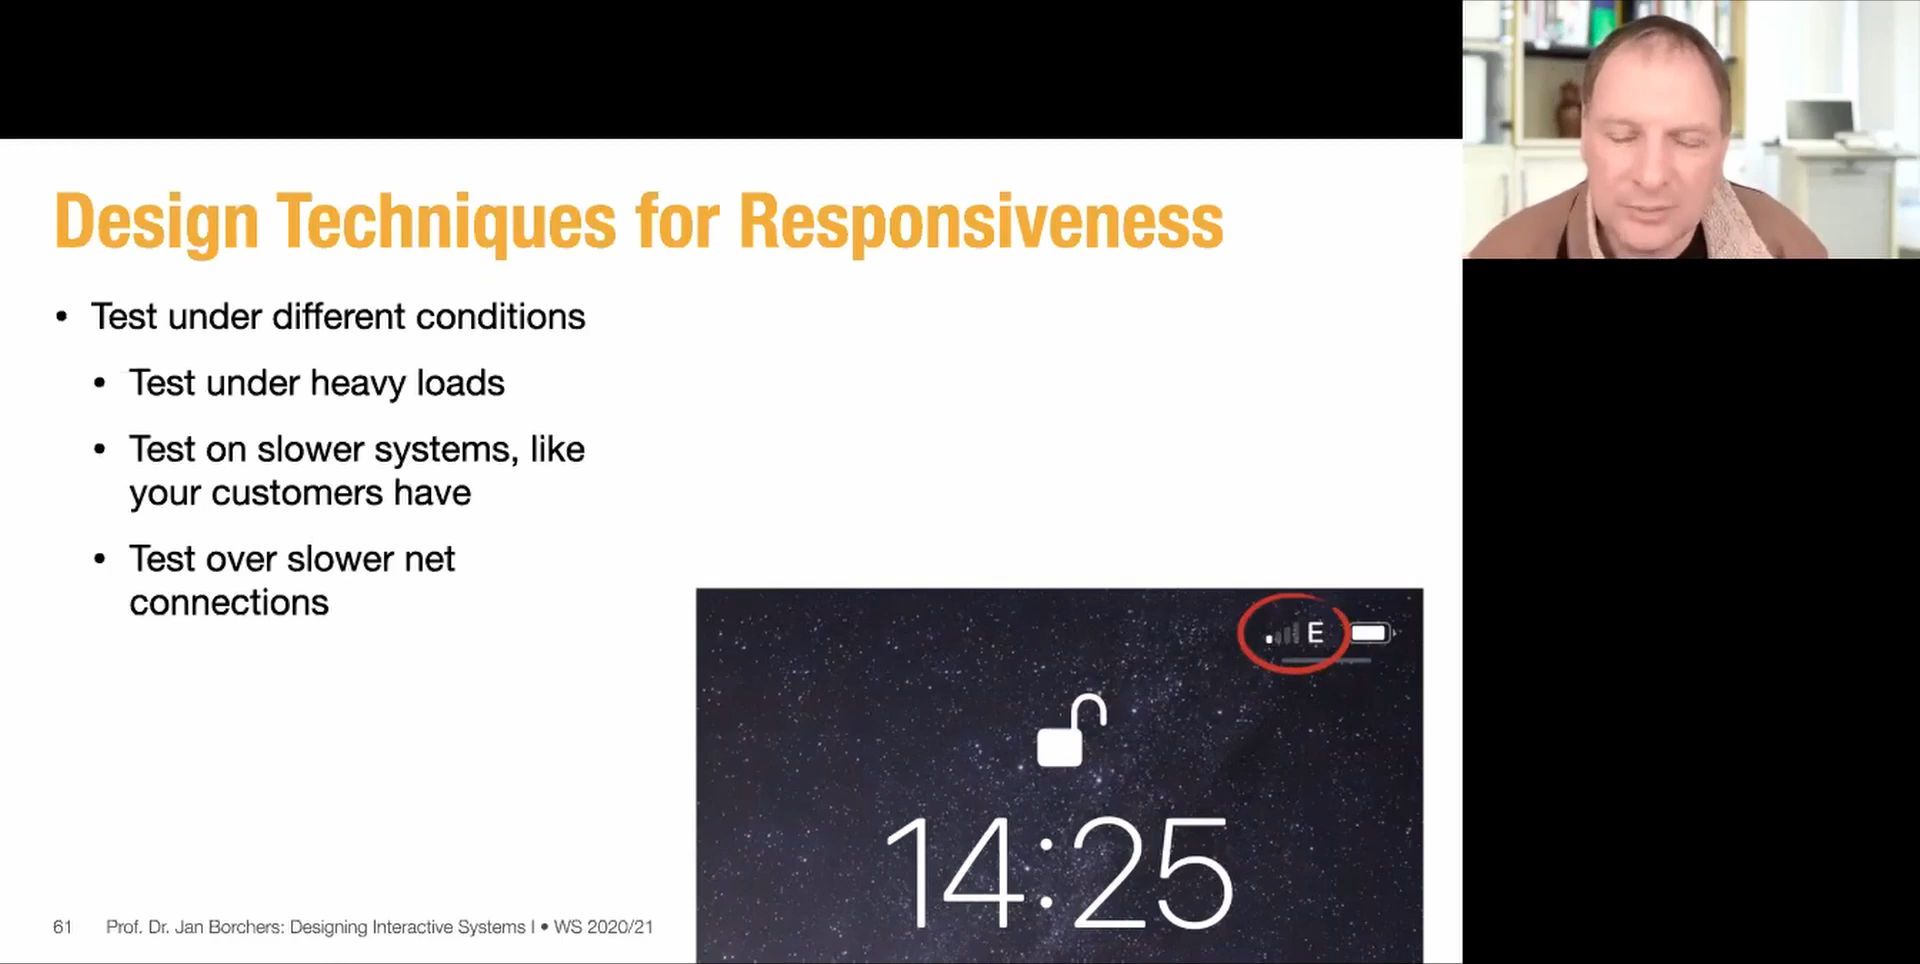 Design Techniques for Responsiveness
• Test under different conditions
• Test under heavy loads
• Test on slower systems, like
your customers have
• Test over slower net
connections
E
14:25
61 Prof. Dr. Jan Borchers: Designing Interactive Systems I • WS 2020/21